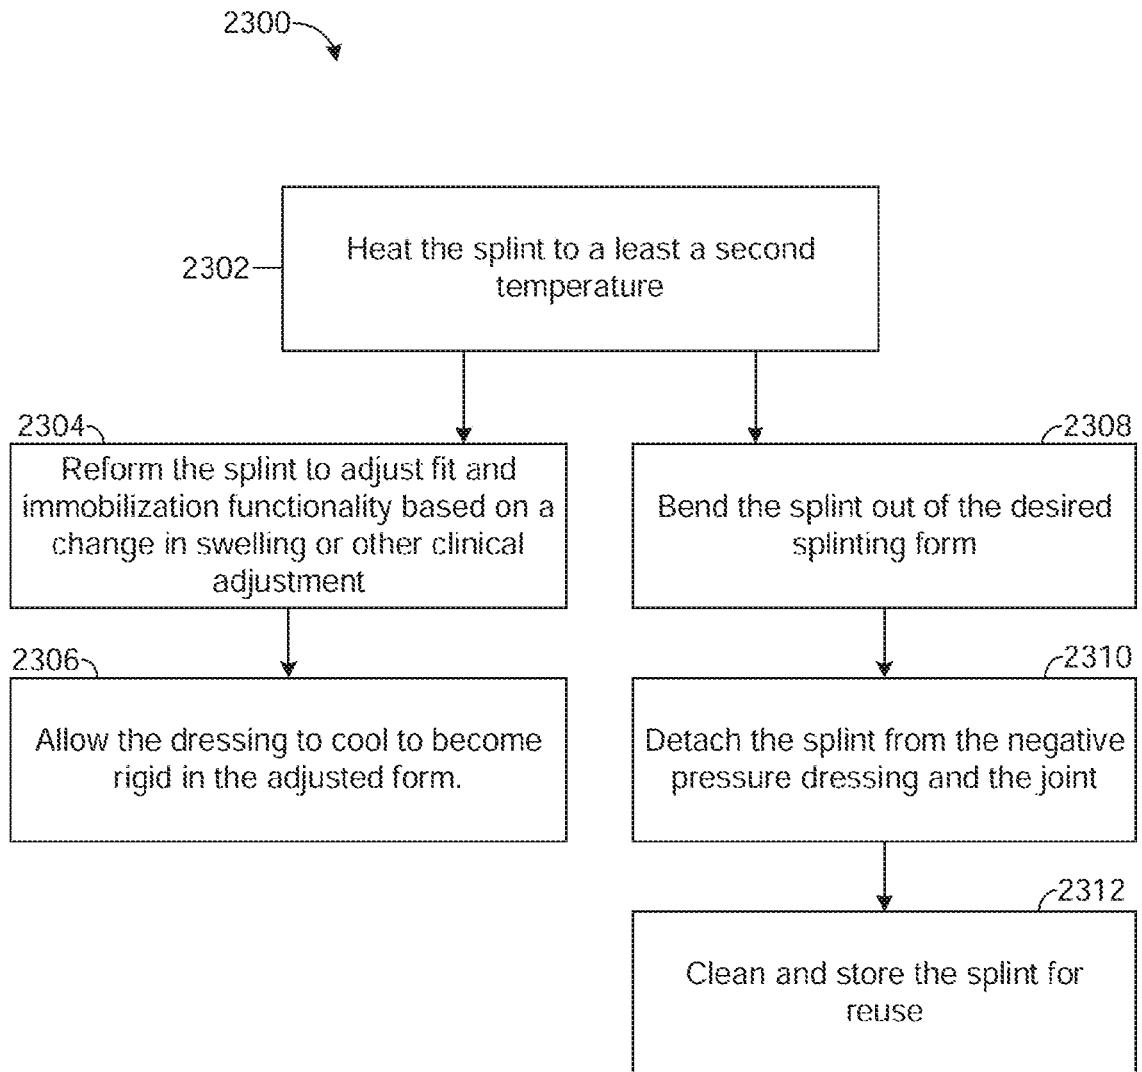 2300
2302
Heat the splint to a least a second
temperature
2304
Reform the splint to adjust fit and
immobilization functionality based on a
change in swelling or other clinical
adjustment
2306
Allow the dressing to cool to become
rigid in the adjusted form.
2308
Bend the splint out of the desired
splinting form
2310
Detach the splint from the negative
pressure dressing and the joint
2312
Clean and store the splint for
reuse